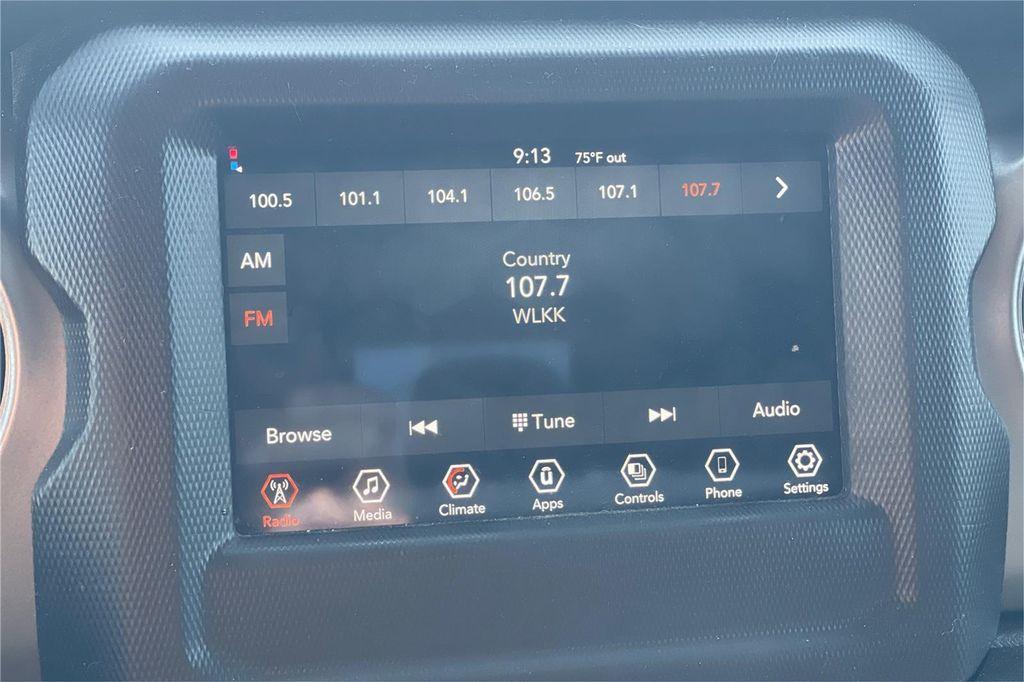 9:13 75°F out
100.5 101.1 104.1 106.5 107.1 107.7
AM
FM
Country
107.7
WLKK
Browse Tune Audio
Radio Media Climate Apps Controls Phone Settings